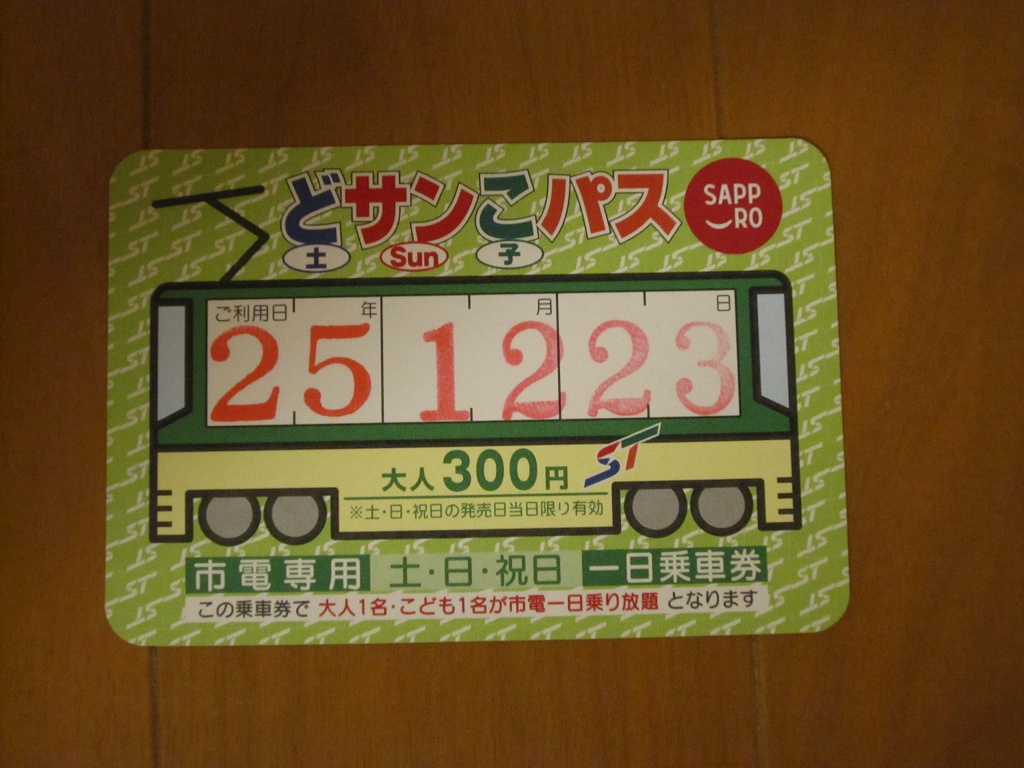 どサンこパス
土 Sun 子
SAPP
RO
ご利用日 年 月 日
25 12 23
大人300円
ST
※土・日・祝日の発売日当日限り有効
市電専用 土・日・祝日 一日乗車券
この乗車券で 大人1名・こども1名が市電一日乗り放題 となります